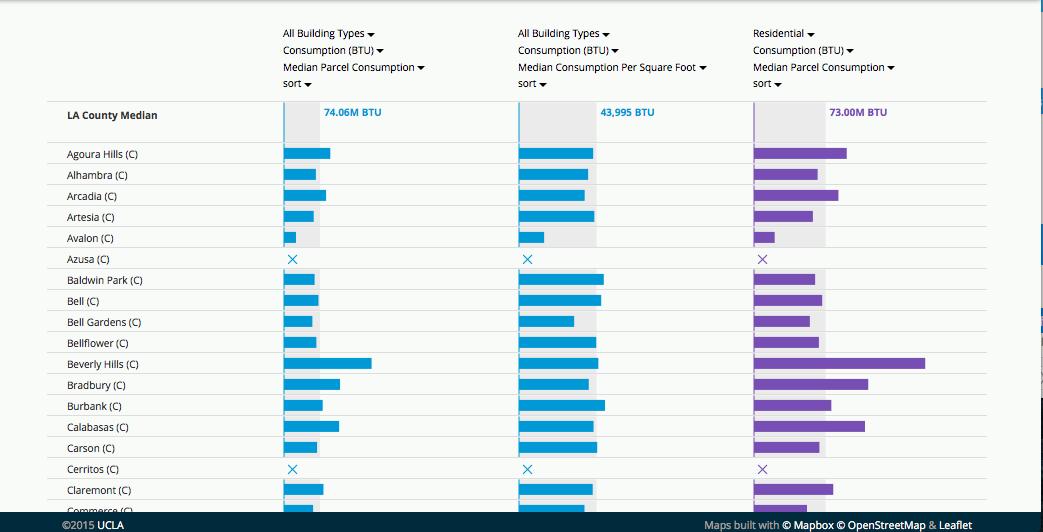 All Building Types All Building Types Residential
Consumption (BTU) Consumption (BTU) Consumption (BTU)
Median Parcel Consumption Median Consumption Per Square Foot Median Parcel Consumption
sort sort sort
LA County Median 74.06M BTU 43,995 BTU 73.00M BTU
Agoura Hills (C)
Alhambra (C)
Arcadia (C)
Artesia (C)
Avalon (C)
Azusa (C)
Baldwin Park (C)
Bell (C)
Bell Gardens (C)
Bellflower (C)
Beverly Hills (C)
Bradbury (C)
Burbank (C)
Calabasas (C)
Carson (C)
Cerritos (C)
Claremont (C)
Commerce (C)
©2015 UCLA Maps built with © Mapbox © OpenStreetMap & Leaflet